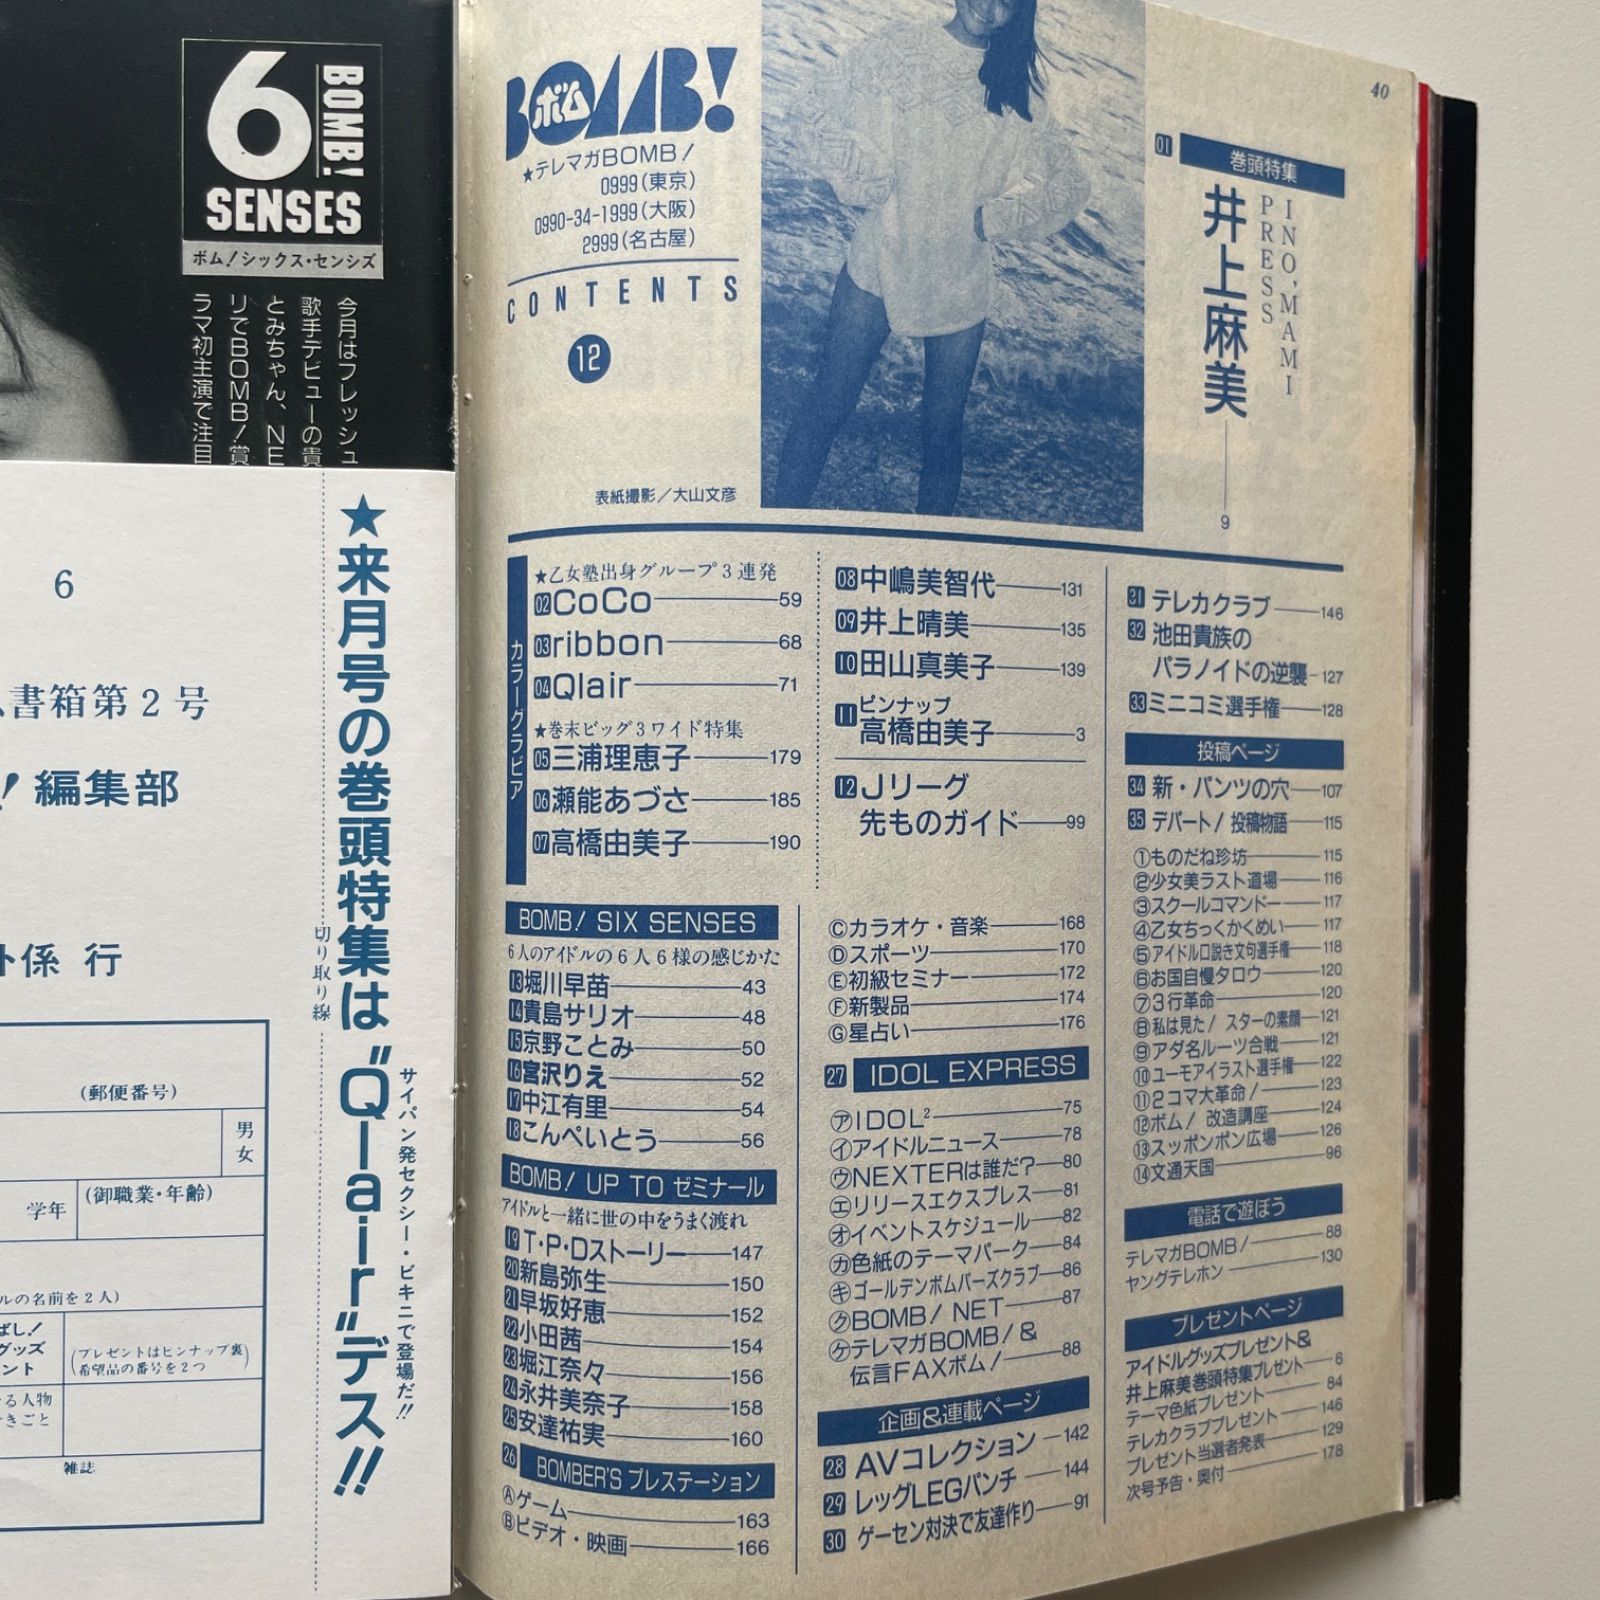 6
BOMB!
SENSES
ボム!シックス・センシズ
今月はフレッシュ
歌手デビューの貴
とみちゃん、NE
リでBOMB!賞
ラマ初主演で注目
6
書箱第2号
! 編集部
係 行
(郵便番号)
男
女
学年
(御職業・年齢)
ルの名前を2人)
ばし!
グッズ
ント
(プレゼントはピンナップ裏)
希望品の番号を2つ
る人物
きごと
雑誌
切り取り線
★来月号の巻頭特集は"Qlair"デス!!
サイパン発セクシー・ビキニで登場だ!!
BOMB!
ボム
★テレマガBOMB!
0999(東京)
0990-34-1999(大阪)
2999(名古屋)
CONTENTS
12
表紙撮影/大山文彦
40
01 巻頭特集
INO,MAMI
PRESS
井上麻美
9
カラーグラビア
★乙女塾出身グループ3連発
02 CoCo 59
03 ribbon 68
04 Qlair 71
★巻末ビッグ3ワイド特集
05 三浦理恵子 179
06 瀬能あづさ 185
07 高橋由美子 190
08 中嶋美智代 131
09 井上晴美 135
10 田山真美子 139
11 ピンナップ
高橋由美子 3
12 Jリーグ
先ものガイド 99
BOMB! SIX SENSES
6人のアイドルの6人6様の感じかた
13 堀川早苗 43
14 貴島サリオ 48
15 京野ことみ 50
16 宮沢りえ 52
17 中江有里 54
18 こんぺいとう 56
BOMB! UP TO ゼミナール
アイドルと一緒に世の中をうまく渡れ
19 T・P・Dストーリー 147
20 新島弥生 150
21 早坂好恵 152
22 小田茜 154
23 堀江奈々 156
24 永井美奈子 158
25 安達祐実 160
26 BOMBER'S プレステーション
Ⓐゲーム 163
Ⓑビデオ・映画 166
Ⓒカラオケ・音楽 168
Ⓓスポーツ 170
Ⓔ初級セミナー 172
Ⓕ新製品 174
Ⓖ星占い 176
27 IDOL EXPRESS
㋐IDOL² 75
㋑アイドルニュース 78
㋒NEXTERは誰だ? 80
㋓リリースエクスプレス 81
㋔イベントスケジュール 82
㋕色紙のテーマパーク 84
㋖ゴールデンボムバーズクラブ 86
㋗BOMB! NET 87
㋘テレマガBOMB!&
伝言FAXボム! 88
企画&連載ページ
28 AVコレクション 142
29 レッグLEGパンチ 144
30 ゲーセン対決で友達作り 91
31 テレカクラブ 146
32 池田貴族の
パラノイドの逆襲 127
33 ミニコミ選手権 128
投稿ページ
34 新・パンツの穴 107
35 デパート! 投稿物語 115
①ものだね珍坊 115
②少女美ラスト道場 116
③スクールコマンドー 117
④乙女ちっくかくめい 117
⑤アイドル口説き文句選手権 118
⑥お国自慢タロウ 120
⑦3行革命 120
⑧私は見た! スターの素顔 121
⑨アダ名ルーツ合戦 121
⑩ユーモアイラスト選手権 122
⑪2コマ大革命! 123
⑫ボム! 改造講座 124
⑬スッポンポン広場 126
⑭文通天国 96
電話で遊ぼう
テレマガBOMB! 88
ヤングテレホン 130
プレゼントページ
アイドルグッズプレゼント&
井上麻美巻頭特集プレゼント 6
テーマ色紙プレゼント 84
テレカクラブプレゼント 146
プレゼント当選者発表 129
次号予告・奥付 178